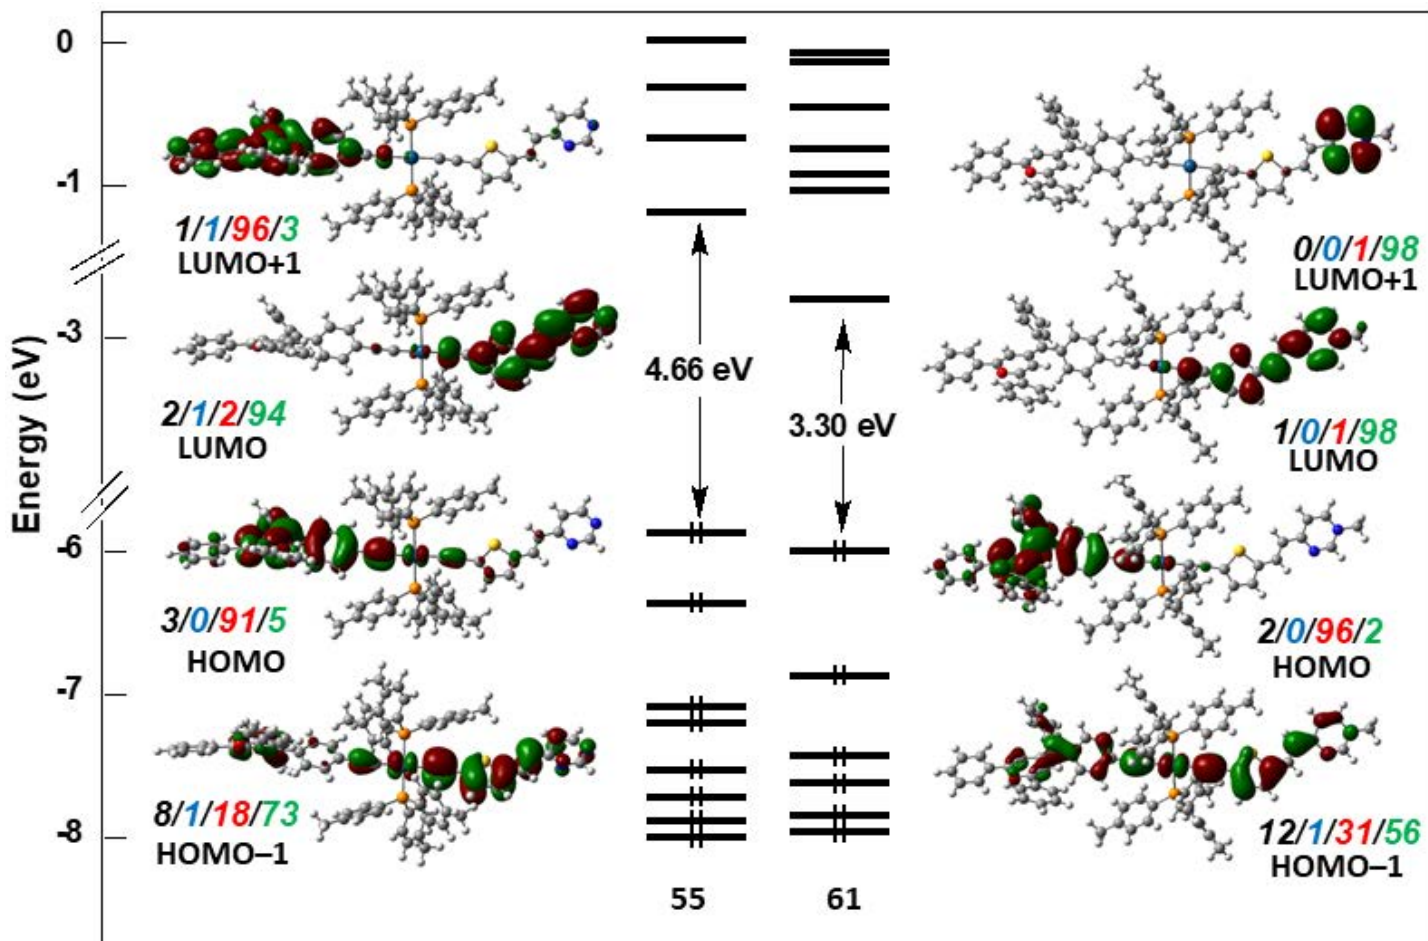 Energy (eV)
0
-1
-3
-6
-7
-8
1/1/96/3
LUMO+1
2/1/2/94
LUMO
3/0/91/5
HOMO
8/1/18/73
HOMO–1
4.66 eV
3.30 eV
55
61
0/0/1/98
LUMO+1
1/0/1/98
LUMO
2/0/96/2
HOMO
12/1/31/56
HOMO–1